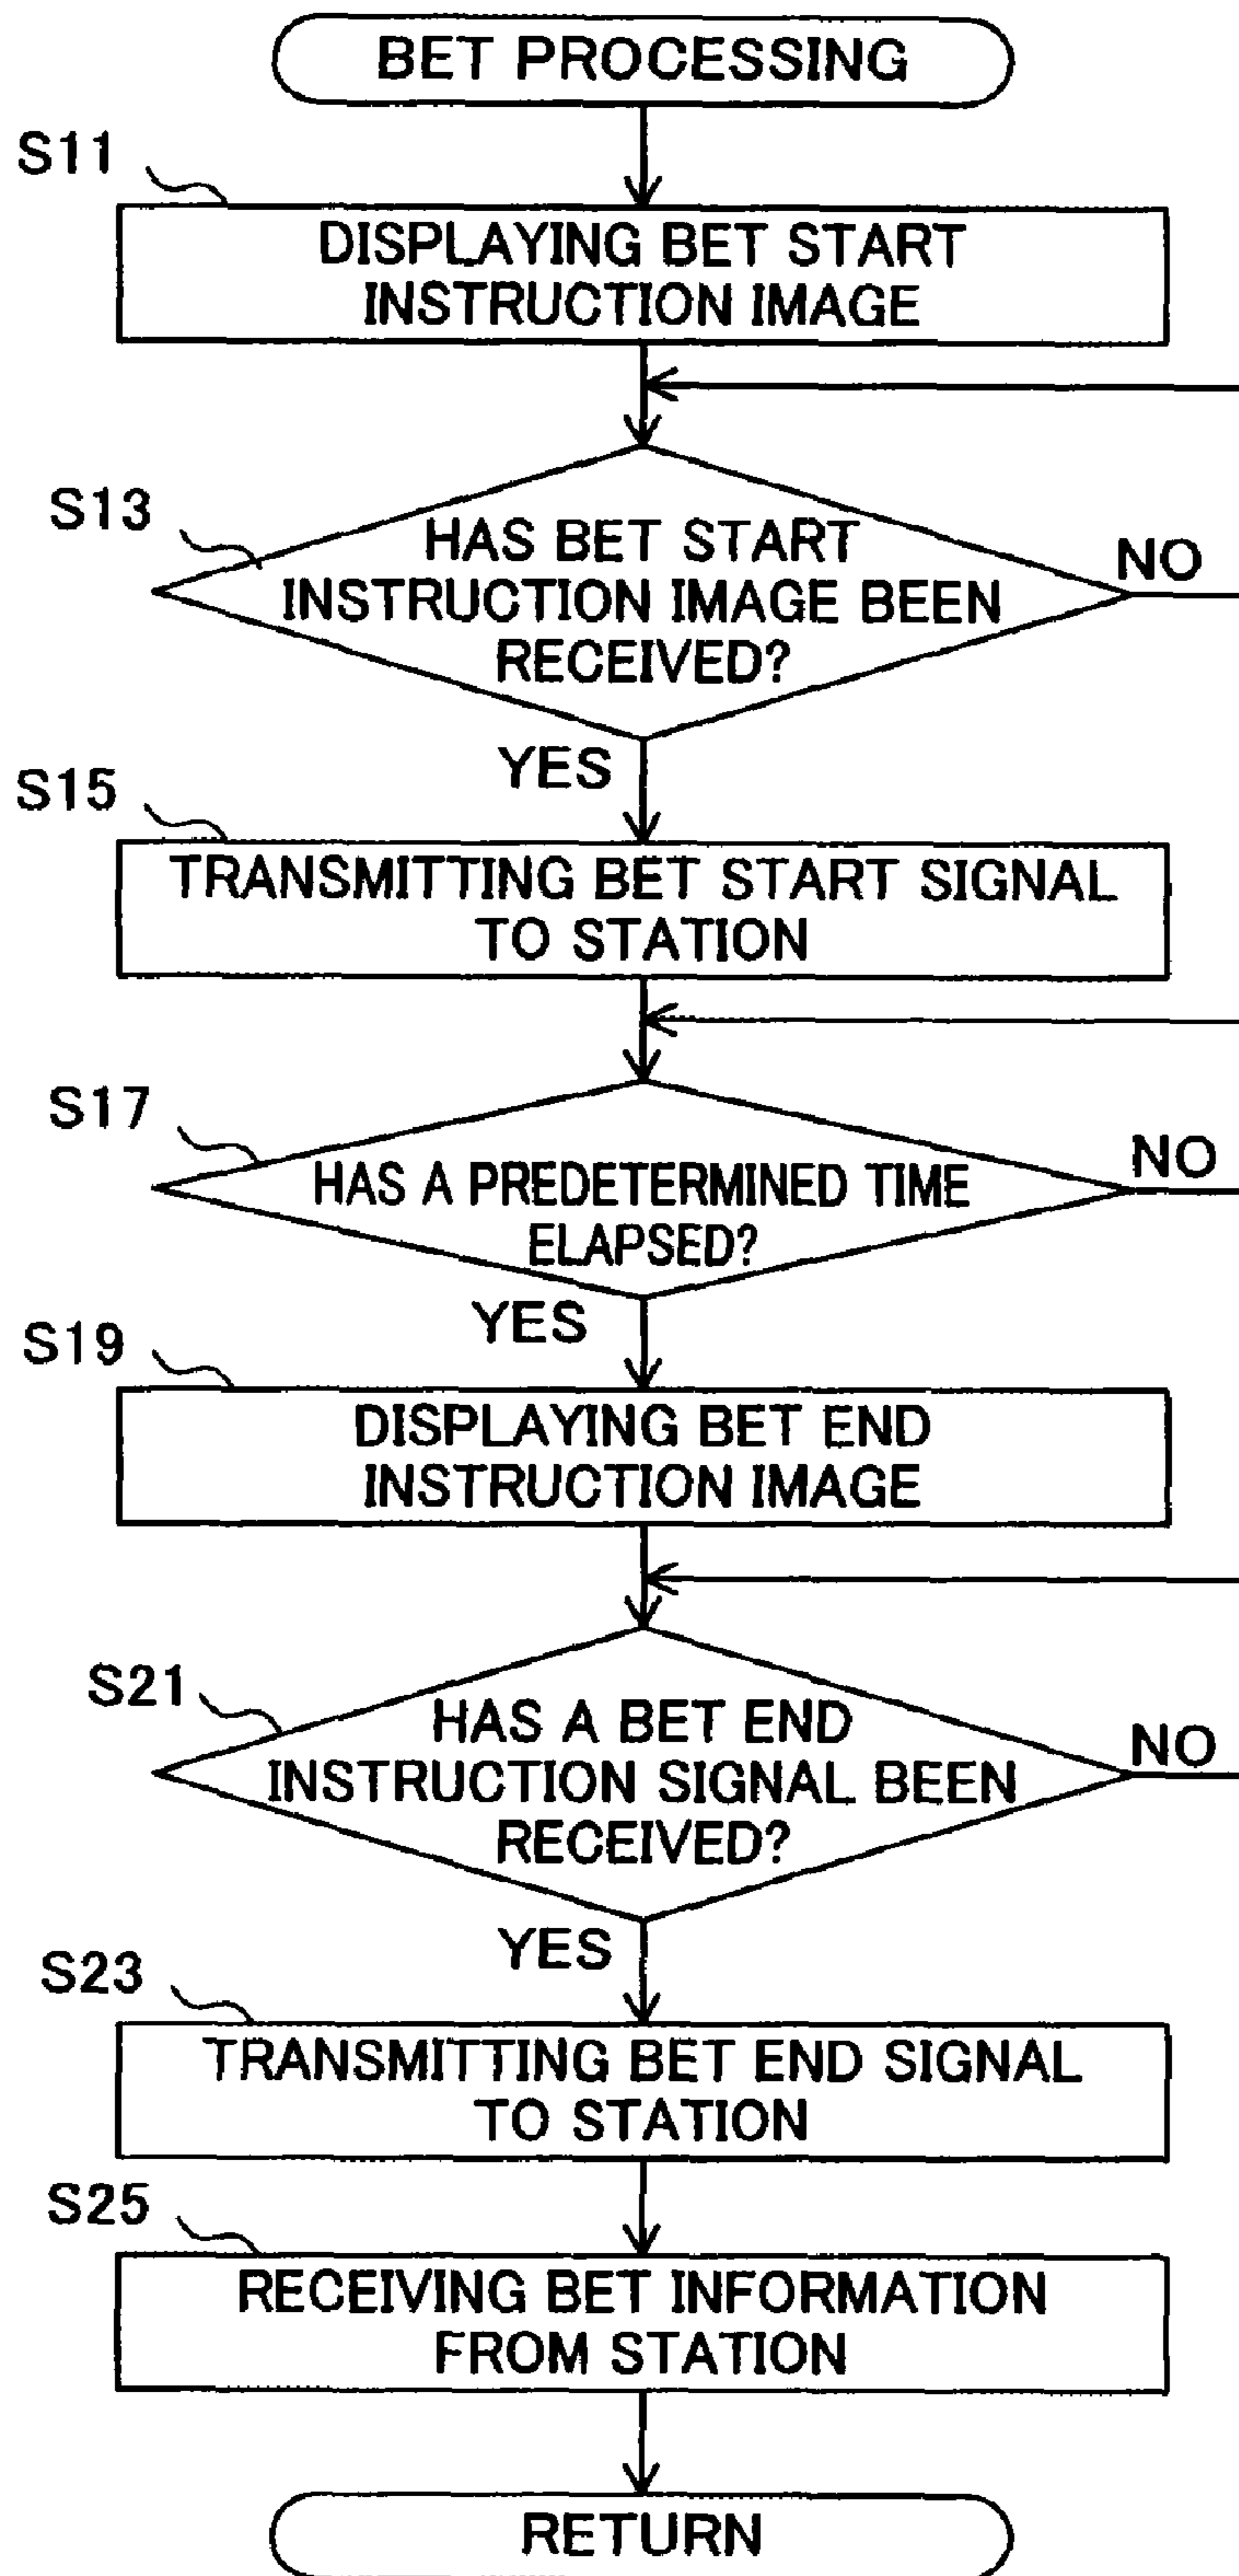 BET PROCESSING
S11
DISPLAYING BET START
INSTRUCTION IMAGE
S13
HAS BET START
INSTRUCTION IMAGE BEEN
RECEIVED?
NO
YES
S15
TRANSMITTING BET START SIGNAL
TO STATION
S17
HAS A PREDETERMINED TIME
ELAPSED?
NO
YES
S19
DISPLAYING BET END
INSTRUCTION IMAGE
S21
HAS A BET END
INSTRUCTION SIGNAL BEEN
RECEIVED?
NO
YES
S23
TRANSMITTING BET END SIGNAL
TO STATION
S25
RECEIVING BET INFORMATION
FROM STATION
RETURN